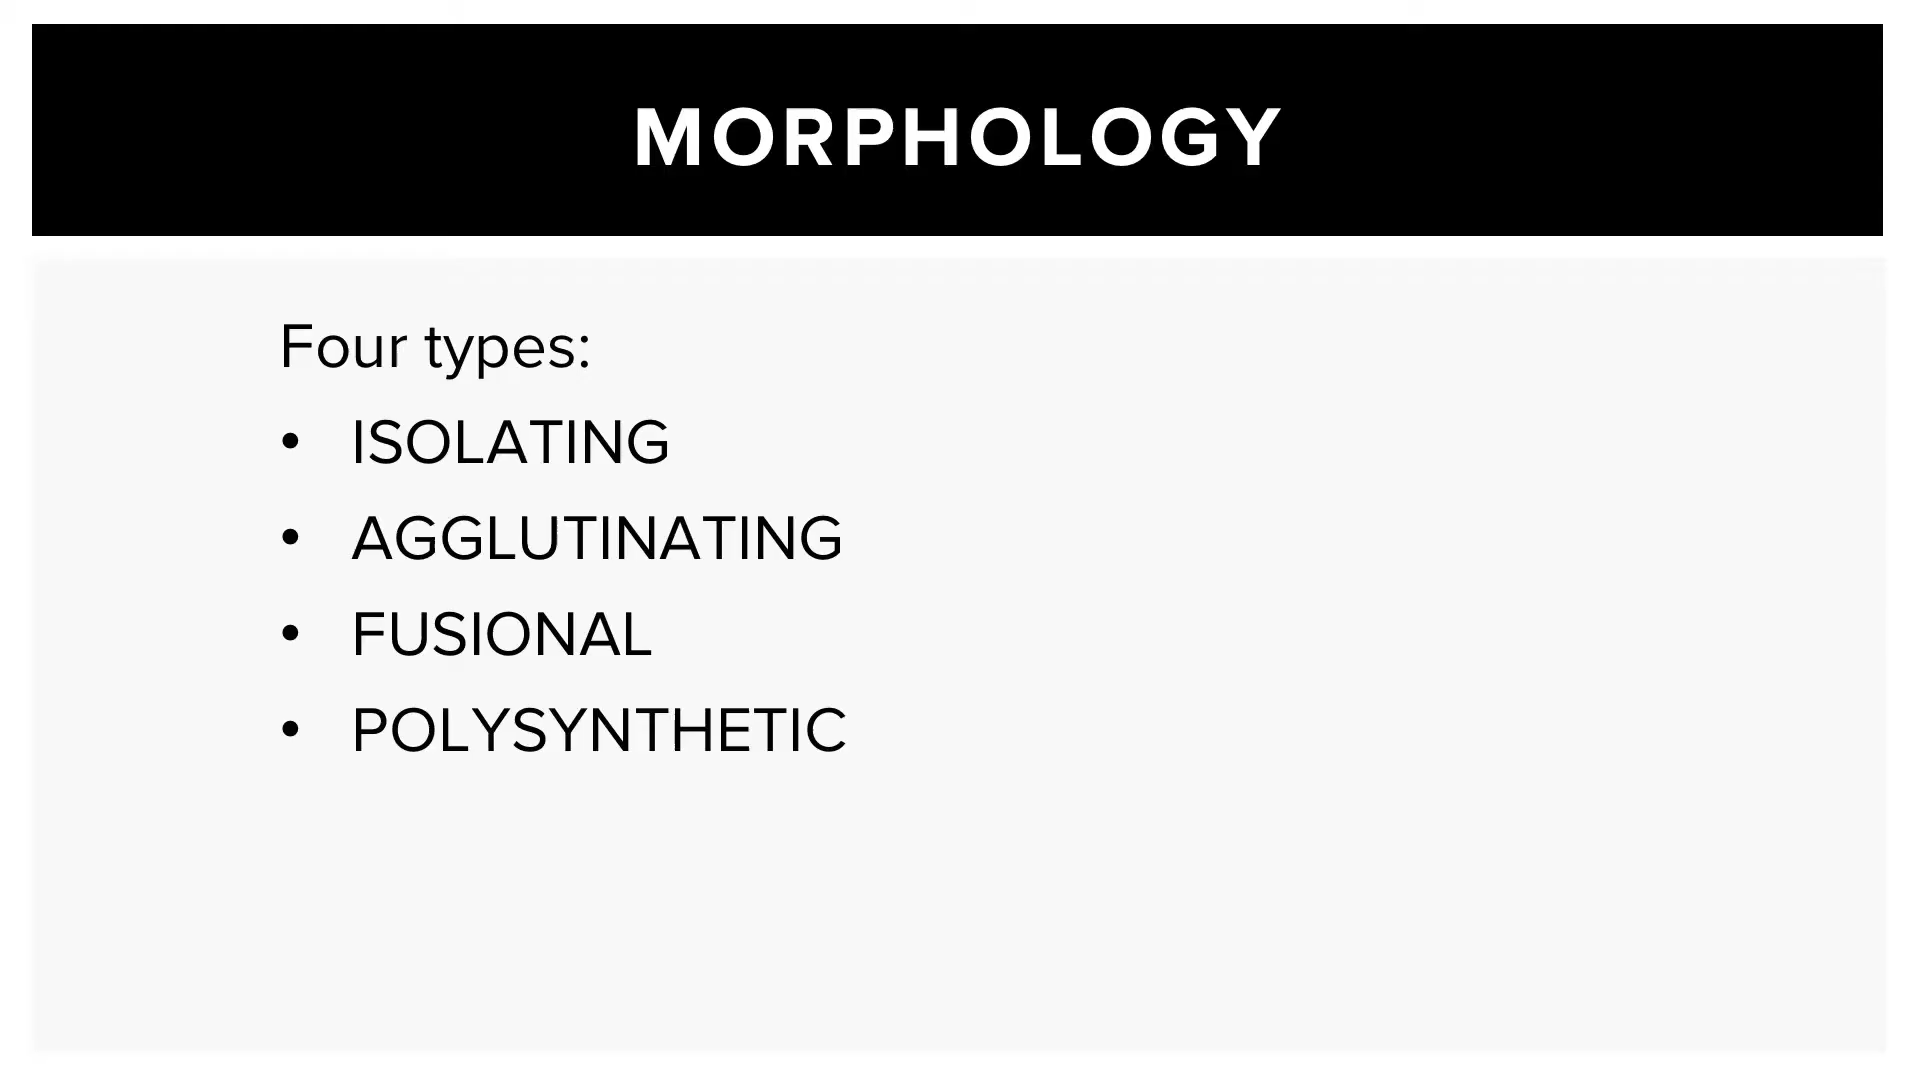 MORPHOLOGY
Four types:
• ISOLATING
• AGGLUTINATING
• FUSIONAL
• POLYSYNTHETIC